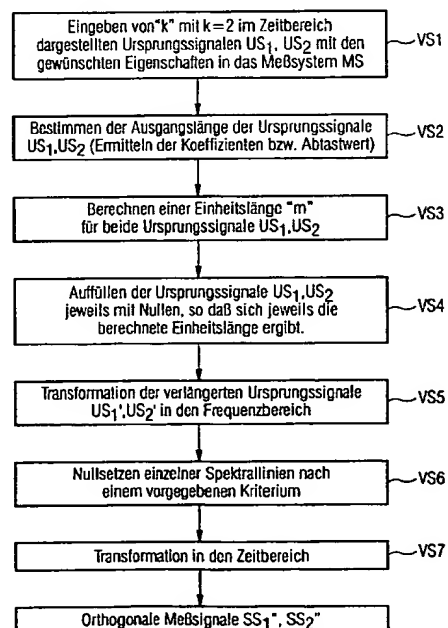 Eingeben von"k" mit k=2 im Zeitbereich
dargestellten Ursprungssignalen US1, US2 mit den
gewünschten Eigenschaften in das Meßsystem MS
VS1
Bestimmen der Ausgangslänge der Ursprungssignale
US1,US2 (Ermitteln der Koeffizienten bzw. Abtastwert)
VS2
Berechnen einer Einheitslänge "m"
für beide Ursprungssignale US1,US2
VS3
Auffüllen der Ursprungssignale US1,US2
jeweils mit Nullen, so daß sich jeweils die
berechnete Einheitslänge ergibt.
VS4
Transformation der verlängerten Ursprungssignale
US1',US2' in den Frequenzbereich
VS5
Nullsetzen einzelner Spektrallinien nach
einem vorgegebenen Kriterium
VS6
Transformation in den Zeitbereich
VS7
Orthogonale Meßsignale SS1", SS2"